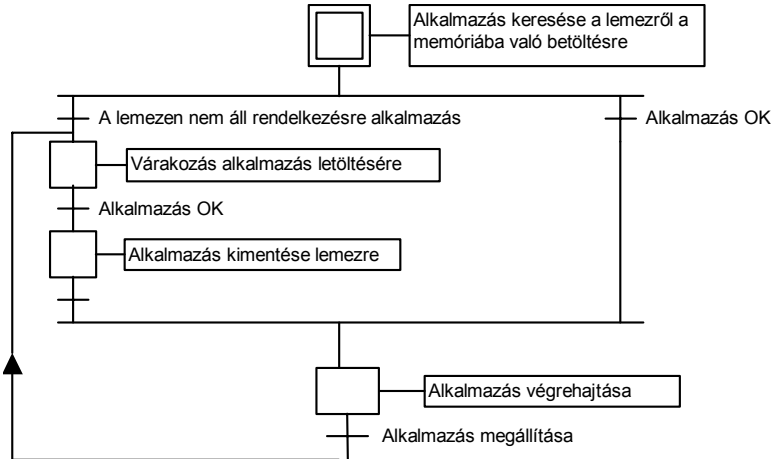 Alkalmazás keresése a lemezről a
memóriába való betöltésre
A lemezen nem áll rendelkezésre alkalmazás
Alkalmazás OK
Várakozás alkalmazás letöltésére
Alkalmazás OK
Alkalmazás kimentése lemezre
Alkalmazás végrehajtása
Alkalmazás megállítása